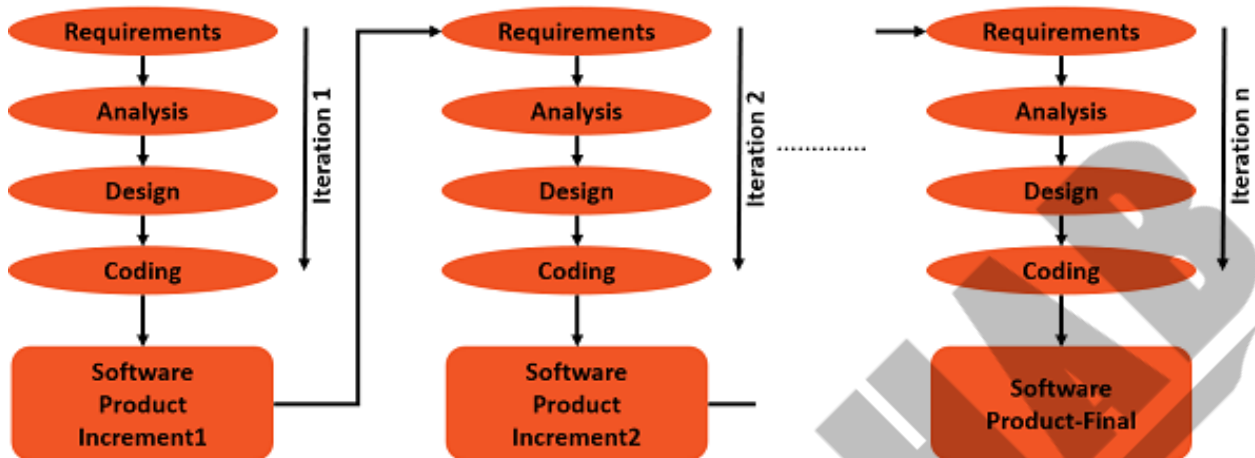 Requirements
Analysis
Design
Coding
Software
Product
Increment1
Iteration 1
Requirements
Analysis
Design
Coding
Software
Product
Increment2
Iteration 2
Requirements
Analysis
Design
Coding
Software
Product-Final
Iteration n